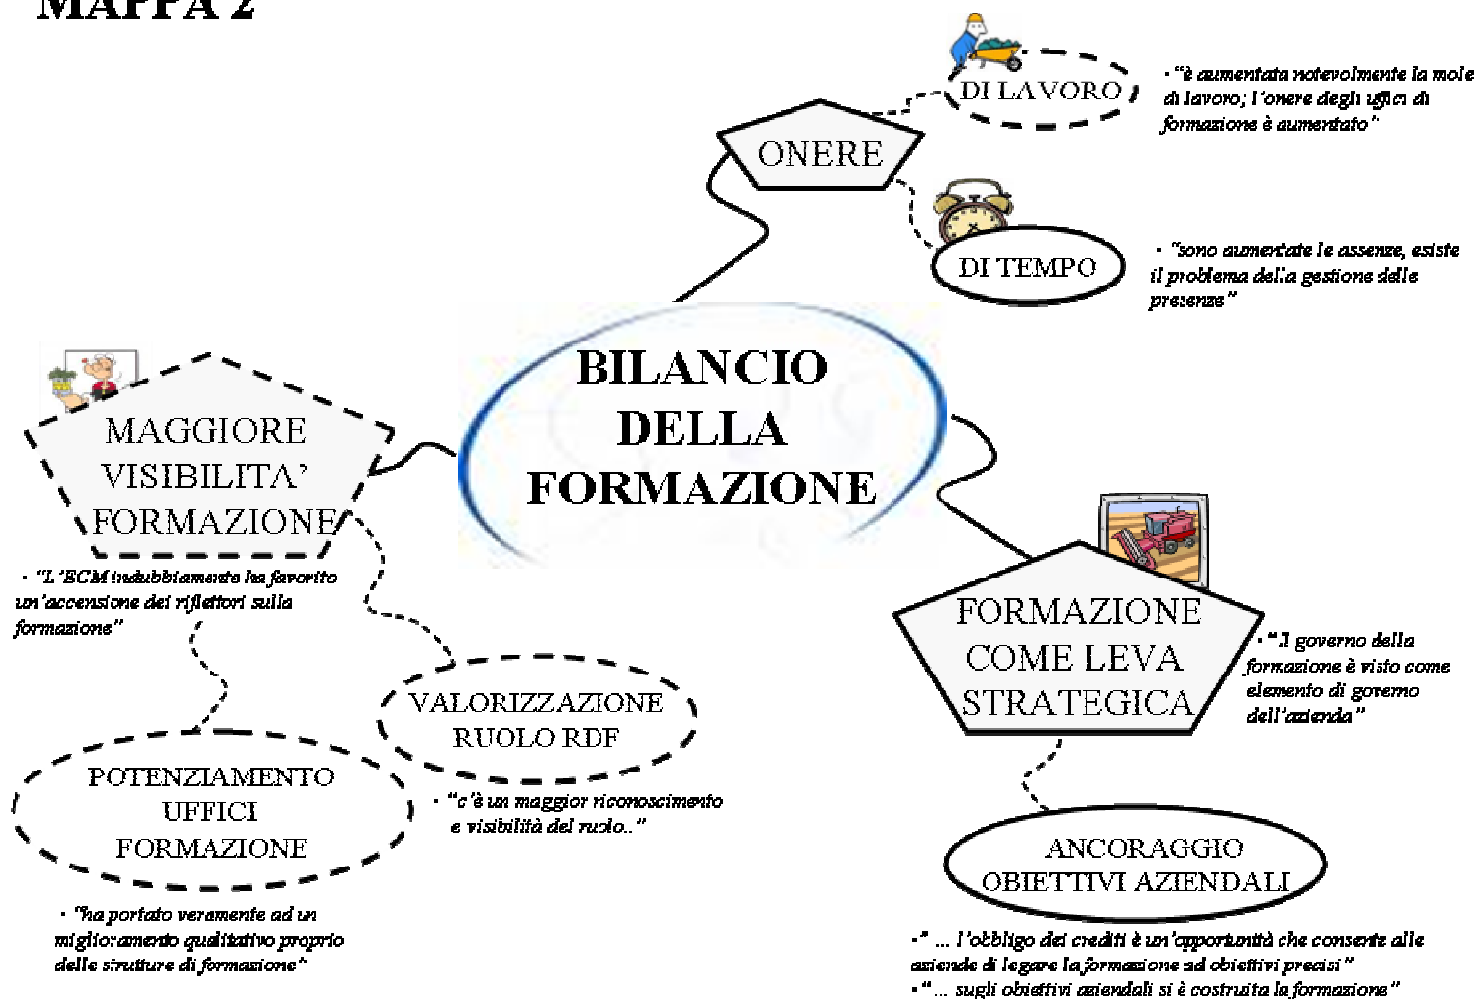 MAPPA 2
DI LAVORO
• "è aumentata notevolmente la mole
di lavoro; l'onere degli uffici di
formazione è aumentato"
ONERE
DI TEMPO
• "sono aumentate le assenze, esiste
il problema della gestione delle
presenze"
BILANCIO
DELLA
FORMAZIONE
MAGGIORE
VISIBILITA'
FORMAZIONE
• "L'ECM indubbiamente ha favorito
un'accensione dei riflettori sulla
formazione"
FORMAZIONE
COME LEVA
STRATEGICA
• "il governo della
formazione è visto come
elemento di governo
dell'azienda"
VALORIZZAZIONE
RUOLO RDF
• "c'è un maggior riconoscimento
e visibilità del ruolo.."
POTENZIAMENTO
UFFICI
FORMAZIONE
• "ha portato veramente ad un
miglioramento qualitativo proprio
delle strutture di formazione"
ANCORAGGIO
OBIETTIVI AZIENDALI
•" ... l'obbligo dei crediti è un'opportunità che consente alle
aziende di legare la formazione ad obiettivi precisi"
•" ... sugli obiettivi aziendali si è costruita la formazione"